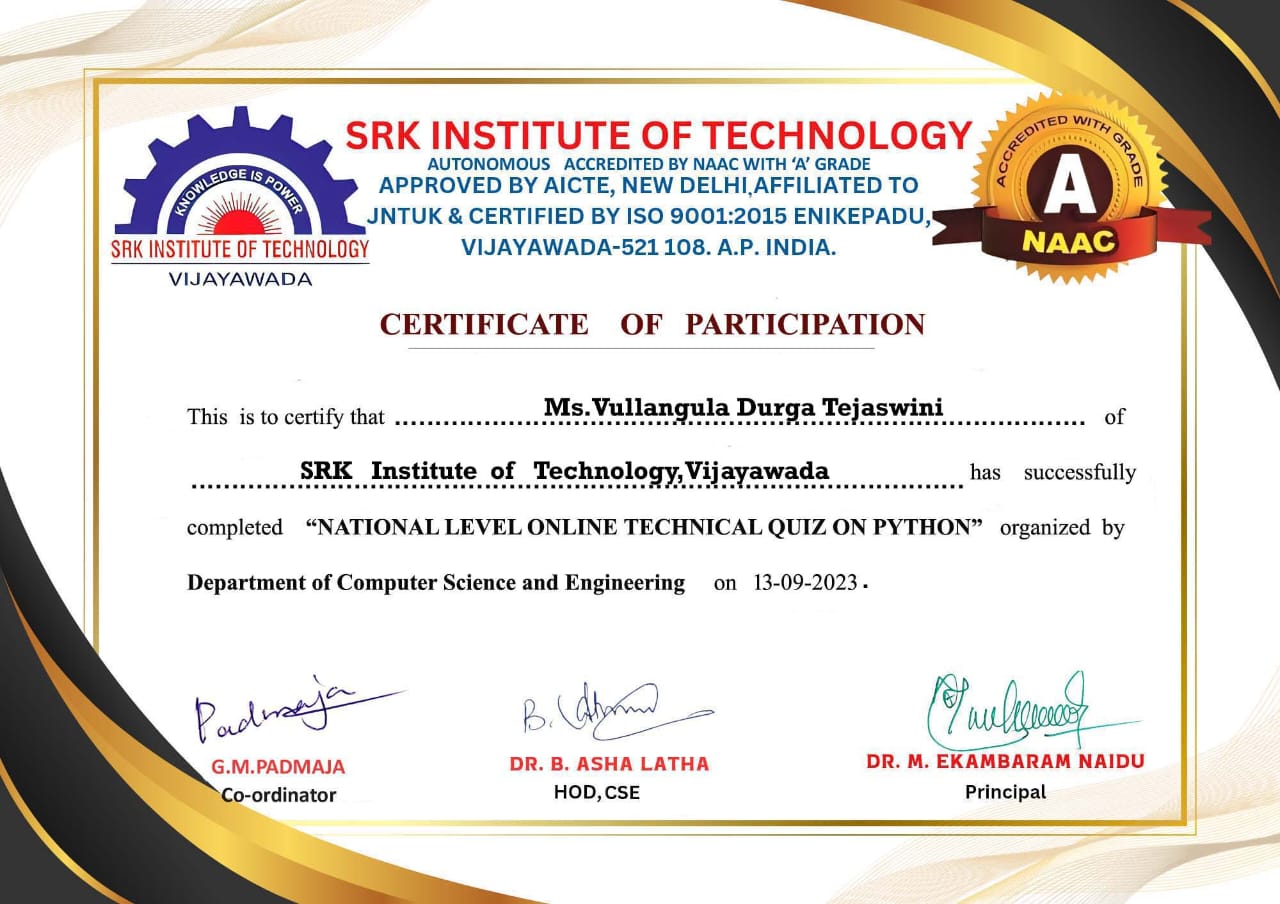 SRK INSTITUTE OF TECHNOLOGY
AUTONOMOUS ACCREDITED BY NAAC WITH ‘A’ GRADE
APPROVED BY AICTE, NEW DELHI,AFFILIATED TO
JNTUK & CERTIFIED BY ISO 9001:2015 ENIKEPADU,
VIJAYAWADA-521 108. A.P. INDIA.
KNOWLEDGE IS POWER
SRK INSTITUTE OF TECHNOLOGY
VIJAYAWADA
ACCREDITED WITH GRADE
A
NAAC
CERTIFICATE OF PARTICIPATION
This is to certify that Ms.Vullangula Durga Tejaswini of
SRK Institute of Technology,Vijayawada has successfully
completed “NATIONAL LEVEL ONLINE TECHNICAL QUIZ ON PYTHON” organized by
Department of Computer Science and Engineering on 13-09-2023.
Padmaja
G.M.PADMAJA
Co-ordinator
DR. B. ASHA LATHA
HOD,CSE
DR. M. EKAMBARAM NAIDU
Principal